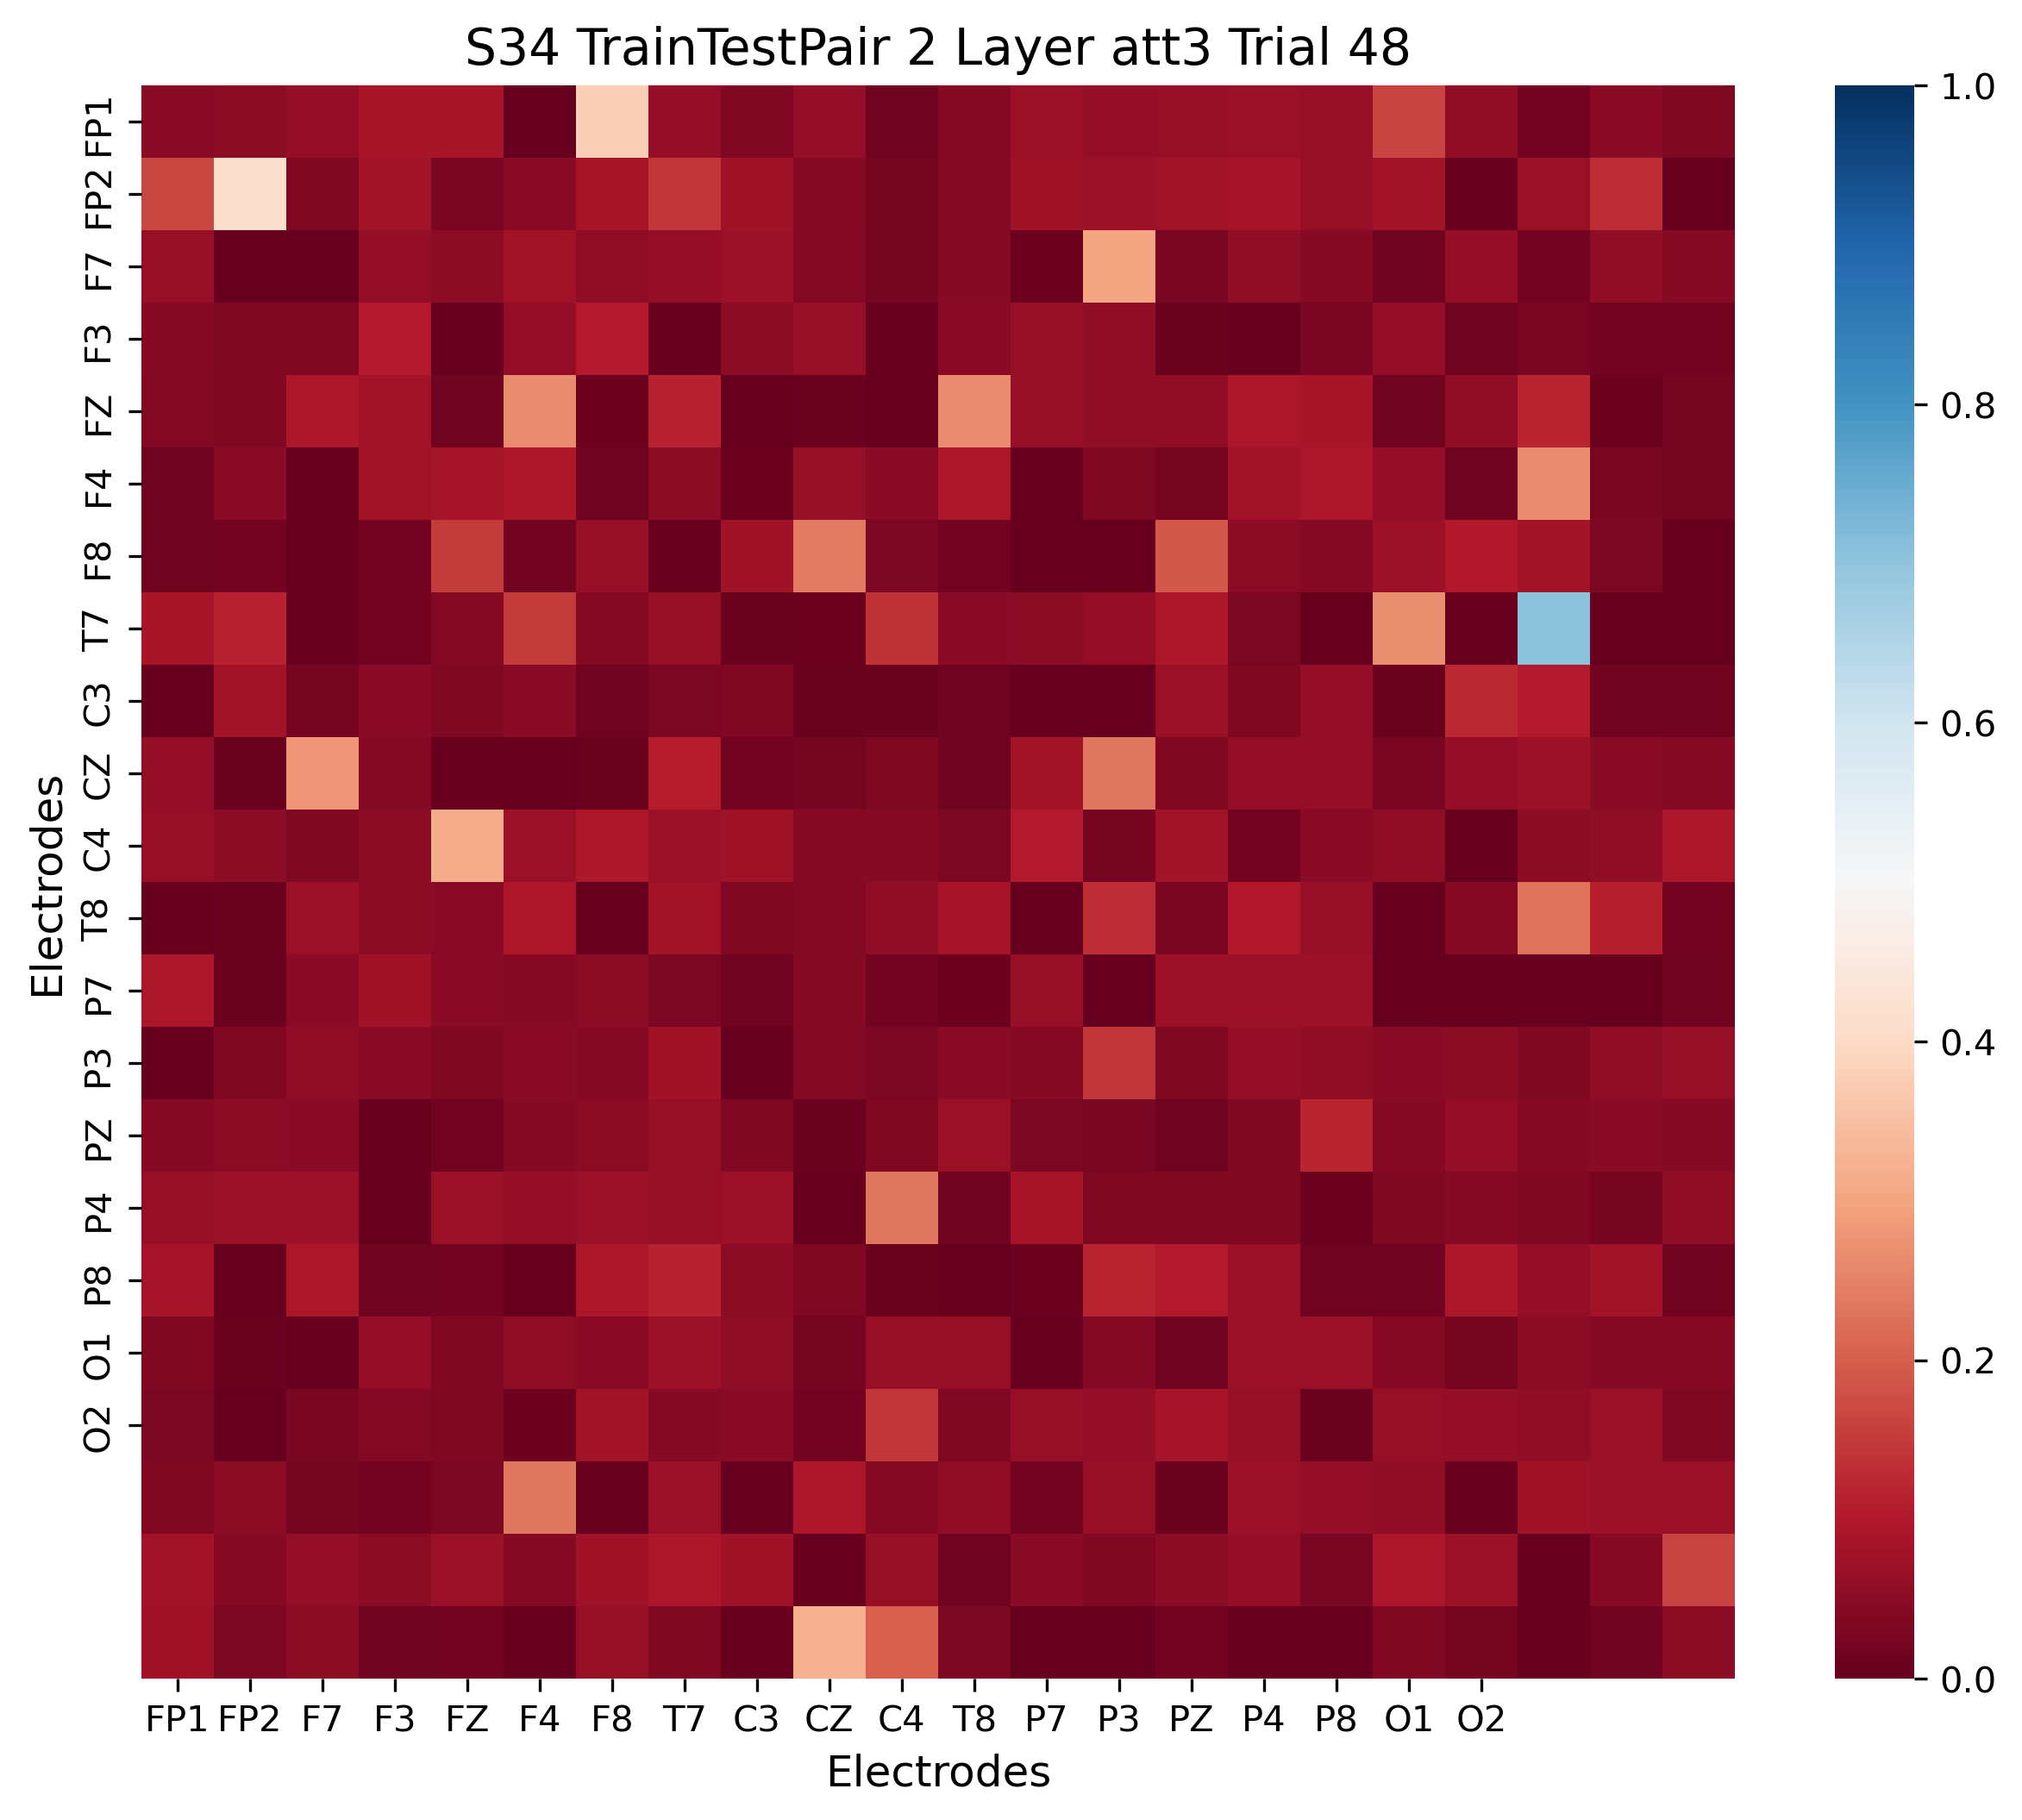 S34 TrainTestPair 2 Layer att3 Trial 48
Electrodes
FP1
FP2
F7
F3
FZ
F4
F8
T7
C3
CZ
C4
T8
P7
P3
PZ
P4
P8
O1
O2
FP1 FP2 F7 F3 FZ F4 F8 T7 C3 CZ C4 T8 P7 P3 PZ P4 P8 O1 O2
Electrodes
1.0
0.8
0.6
0.4
0.2
0.0